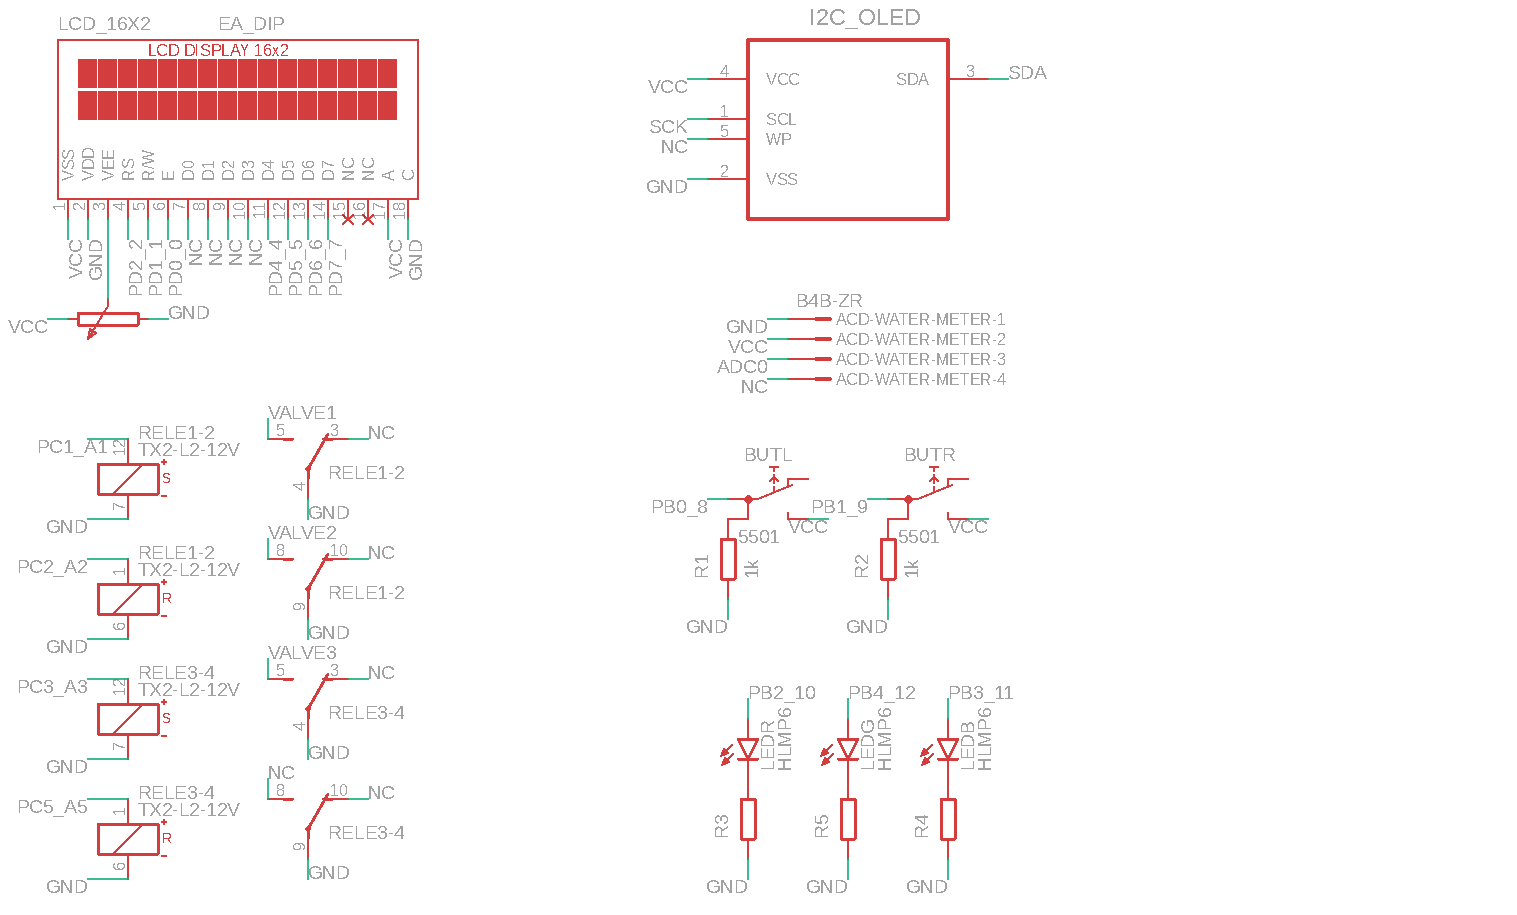 LCD_16X2 EA_DIP
LCD DISPLAY 16x2
VSS VDD VEE RS R/W E D0 D1 D2 D3 D4 D5 D6 D7 NC NC A C
1 2 3 4 5 6 7 8 9 10 11 12 13 14 15 16 17 18
VCC GND PD2_2 PD1_1 PD0_0 NC NC NC NC PD4_4 PD5_5 PD6_6 PD7_7 VCC GND
VCC GND
I2C_OLED
VCC 4 VCC SDA 3 SDA
SCK 1 SCL
NC 5 WP
GND 2 VSS
B4B-ZR
GND ACD-WATER-METER-1
VCC ACD-WATER-METER-2
ADC0 ACD-WATER-METER-3
NC ACD-WATER-METER-4
PC1_A1 12 RELE1-2
TX2-L2-12V
+
S
-
7
GND
VALVE1
5 3 NC
RELE1-2
4
GND
PC2_A2 1 RELE1-2
TX2-L2-12V
+
R
-
6
GND
VALVE2
8 10 NC
RELE1-2
9
GND
PC3_A3 12 RELE3-4
TX2-L2-12V
+
S
-
7
GND
VALVE3
5 3 NC
RELE3-4
4
GND
PC5_A5 1 RELE3-4
TX2-L2-12V
+
R
-
6
GND
NC
8 10 NC
RELE3-4
9
GND
BUTL BUTR
PB0_8 PB1_9
VCC VCC
5501 5501
R1 1k R2 1k
GND GND
PB2_10 PB4_12 PB3_11
LEDR HLMP6 LEDG HLMP6 LEDB HLMP6
R3 R5 R4
GND GND GND